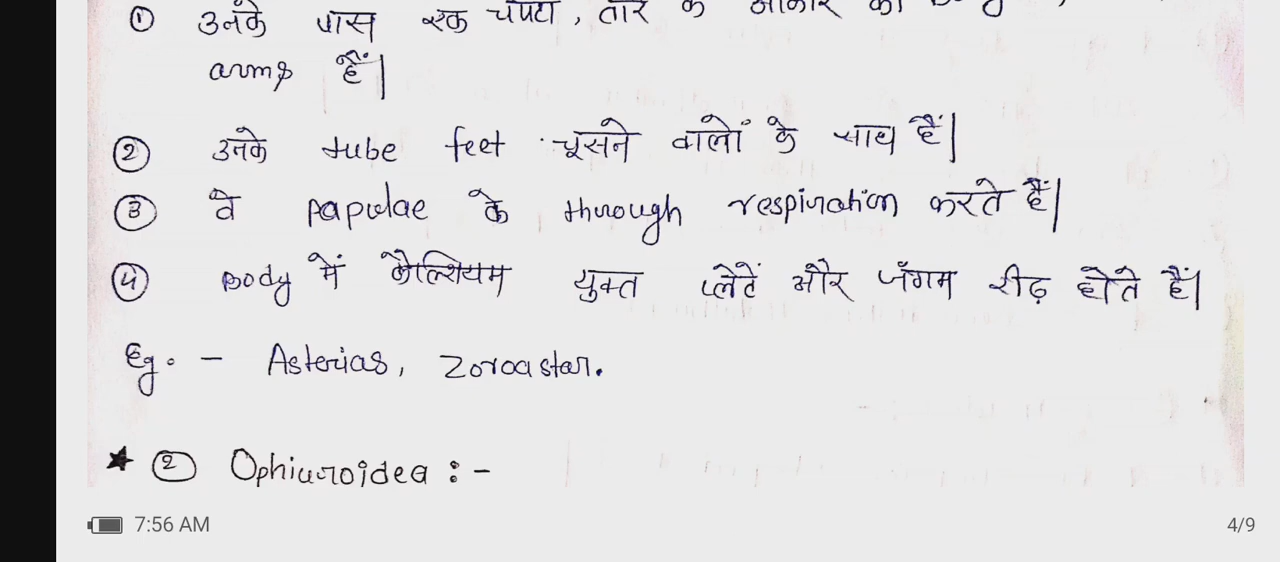 ① उनके पास एक चपटा, तारे के आकार का
arms हैं।
② उनके tube feet चूसने वालों के साथ हैं।
③ वे papulae के through respiration करते हैं।
④ Body में कैल्शियम युक्त प्लेटें और जंगम रीढ़ होते हैं।
Eg. - Asterias, Zoroaster.
★ ② Ophiuroidea :-
7:56 AM 4/9